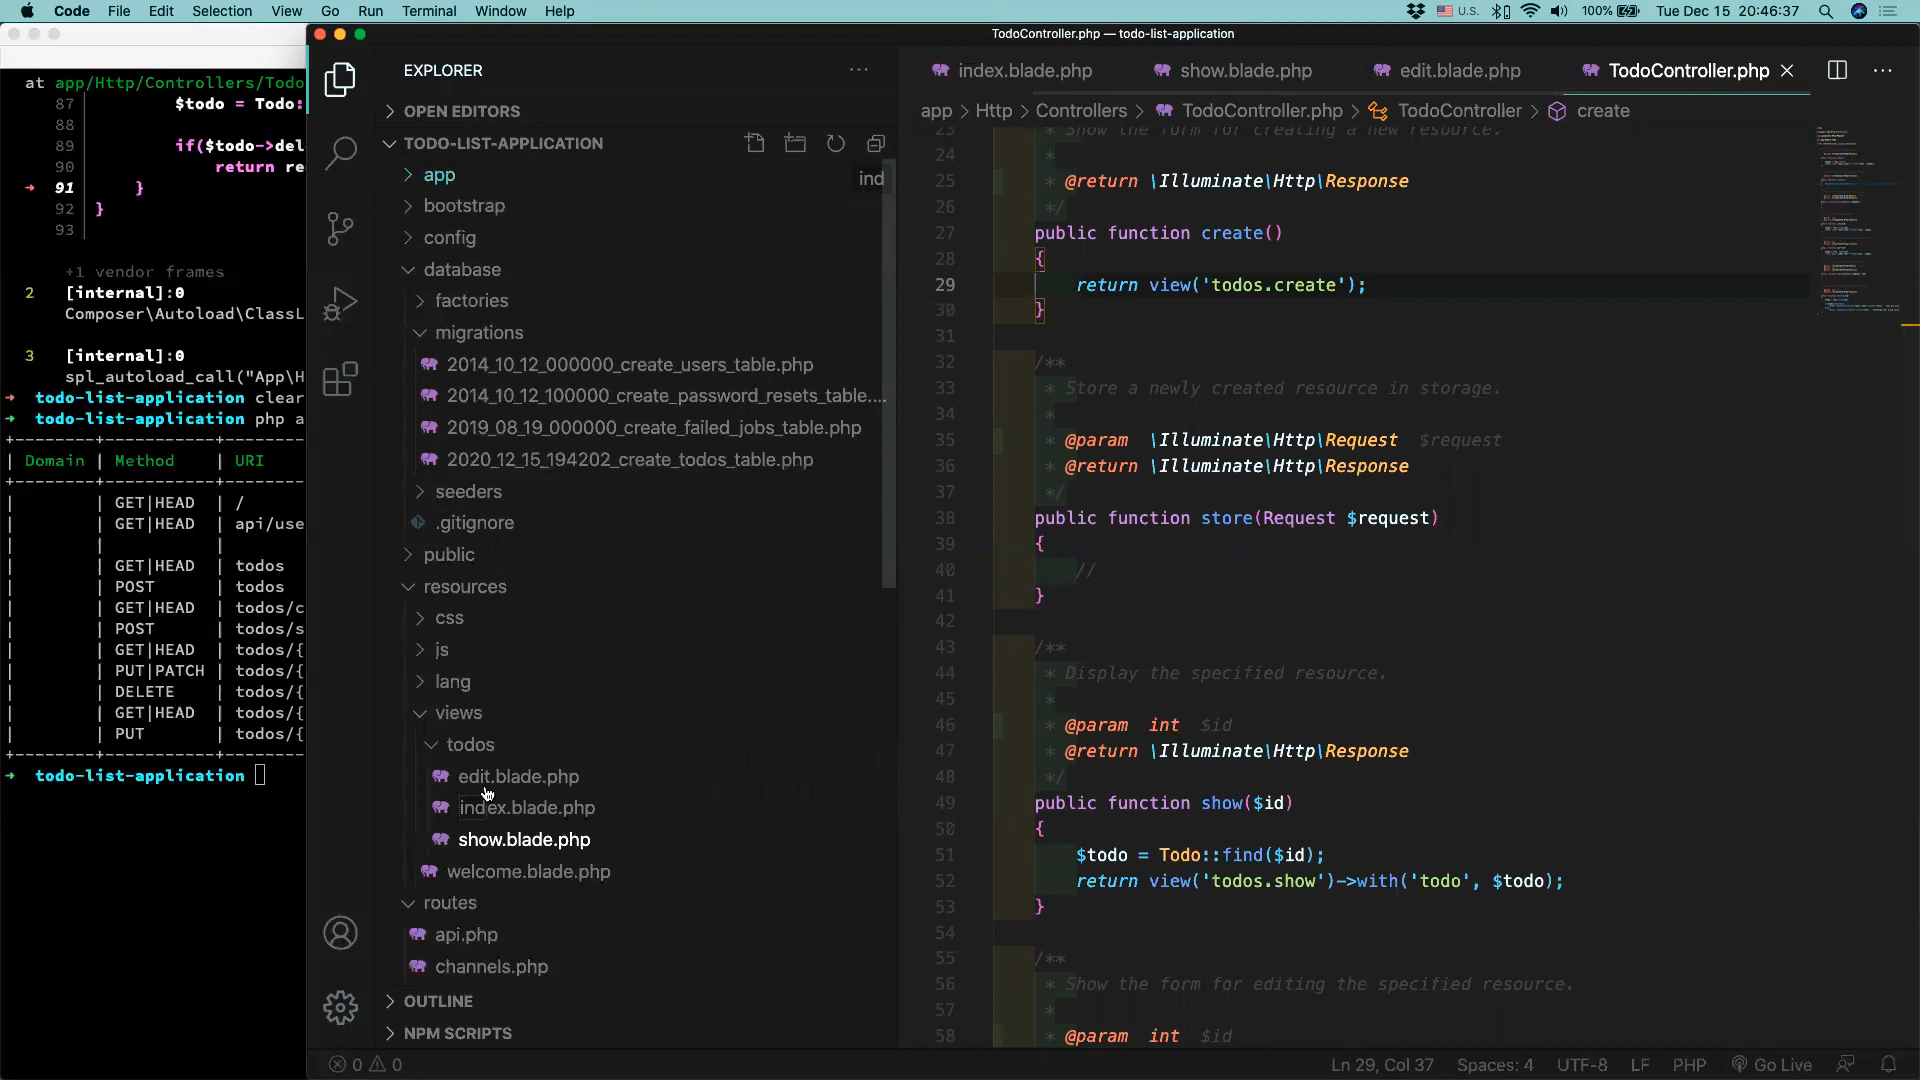 Code File Edit Selection View Go Run Terminal Window Help
U.S. 100% Tue Dec 15 20:46:37
TodoController.php — todo-list-application
at app/Http/Controllers/Todo
87 $todo = Todo:
88
89 if($todo->del
90 return re
91 }
92 }
93
+1 vendor frames
2 [internal]:0
Composer\Autoload\ClassL
3 [internal]:0
spl_autoload_call("App\H
todo-list-application clear
todo-list-application php a
Domain | Method | URI
GET|HEAD | /
GET|HEAD | api/use
GET|HEAD | todos
POST | todos
GET|HEAD | todos/c
POST | todos/s
GET|HEAD | todos/{
PUT|PATCH | todos/{
DELETE | todos/{
GET|HEAD | todos/{
PUT | todos/{
todo-list-application
EXPLORER
OPEN EDITORS
TODO-LIST-APPLICATION
ind
app
bootstrap
config
database
factories
migrations
2014_10_12_000000_create_users_table.php
2014_10_12_100000_create_password_resets_table....
2019_08_19_000000_create_failed_jobs_table.php
2020_12_15_194202_create_todos_table.php
seeders
.gitignore
public
resources
css
js
lang
views
todos
edit.blade.php
index.blade.php
show.blade.php
welcome.blade.php
routes
api.php
channels.php
OUTLINE
NPM SCRIPTS
index.blade.php show.blade.php edit.blade.php TodoController.php
app > Http > Controllers > TodoController.php > TodoController > create
23 * Show the form for creating a new resource.
24 *
25 * @return \Illuminate\Http\Response
26 */
27 public function create()
28 {
29 return view('todos.create');
30 }
31
32 /**
33 * Store a newly created resource in storage.
34 *
35 * @param \Illuminate\Http\Request $request
36 * @return \Illuminate\Http\Response
37 */
38 public function store(Request $request)
39 {
40 //
41 }
42
43 /**
44 * Display the specified resource.
45 *
46 * @param int $id
47 * @return \Illuminate\Http\Response
48 */
49 public function show($id)
50 {
51 $todo = Todo::find($id);
52 return view('todos.show')->with('todo', $todo);
53 }
54
55 /**
56 * Show the form for editing the specified resource.
57 *
58 * @param int $id
0 0
Ln 29, Col 37 Spaces: 4 UTF-8 LF PHP Go Live